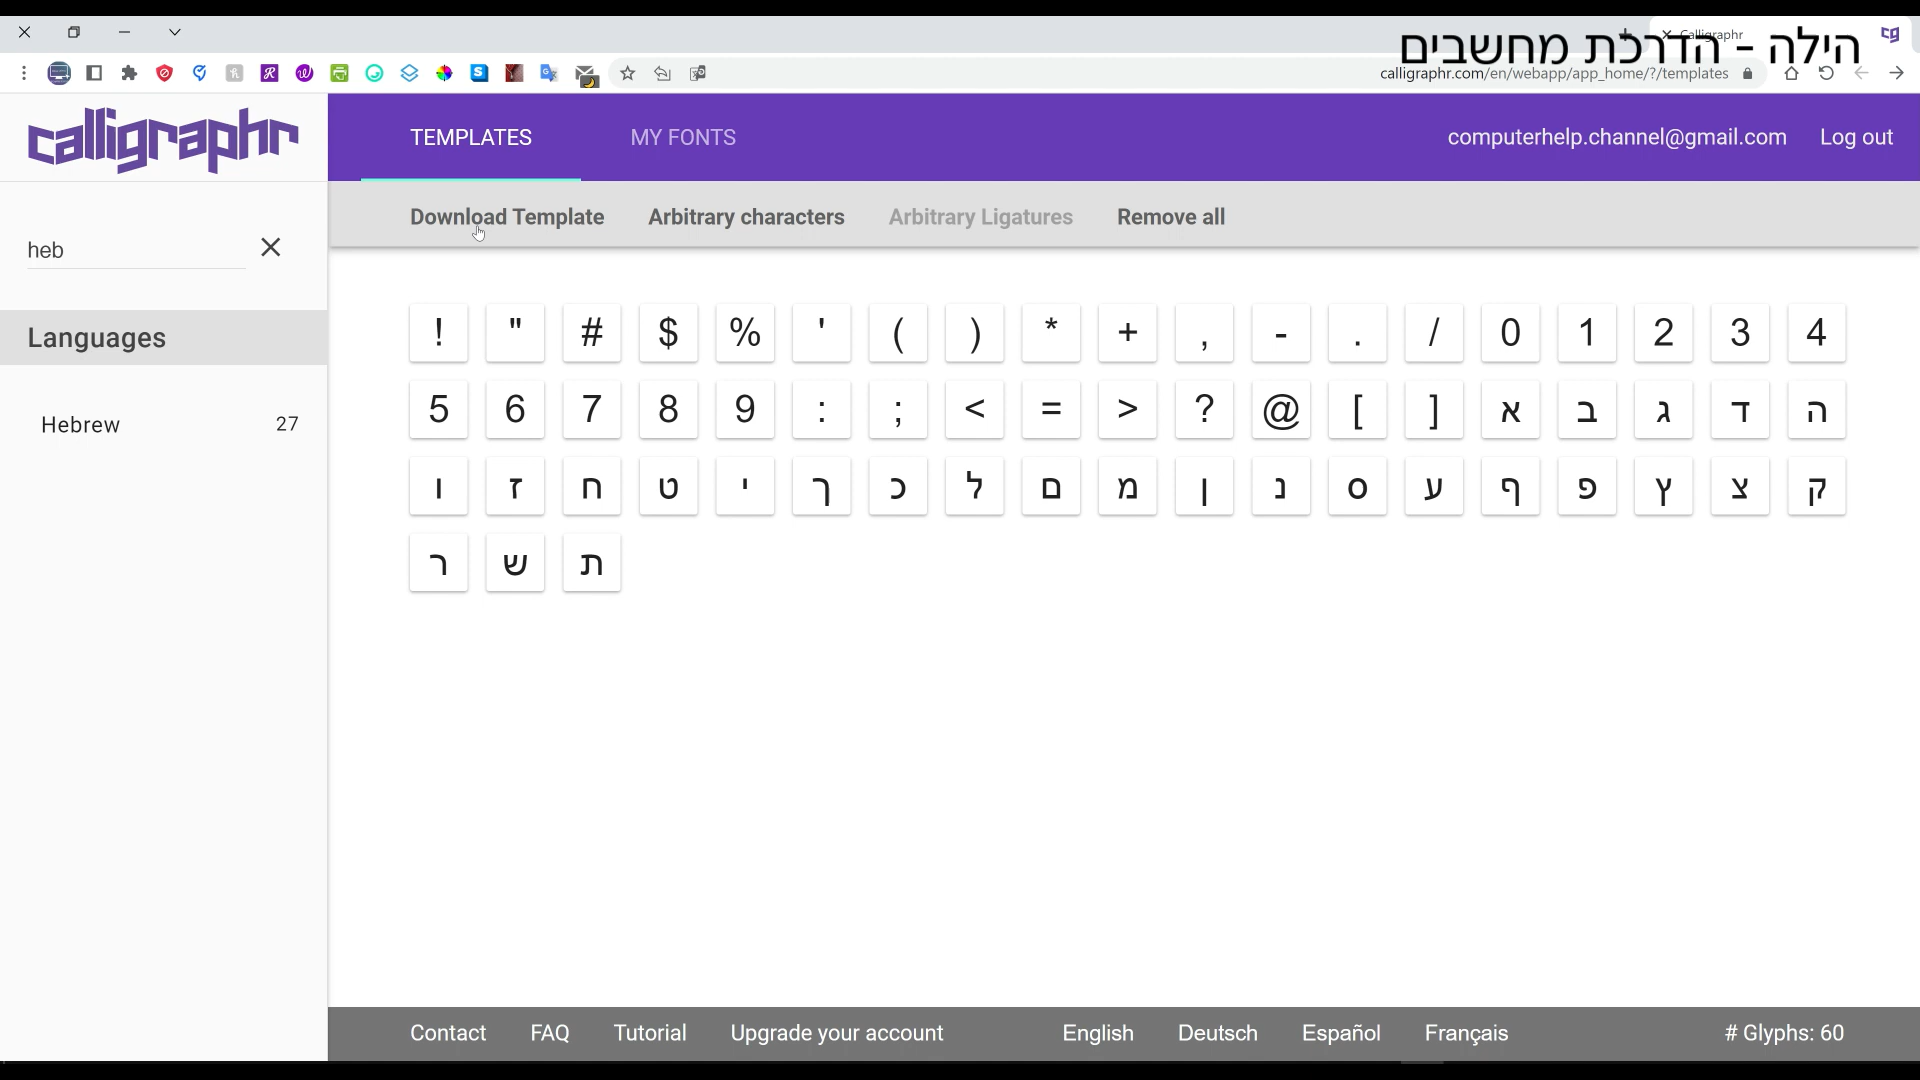 הילה - הדרכת מחשבים
Calligraphr
calligraphr.com/en/webapp/app_home/?/templates
calligraphr
TEMPLATES
MY FONTS
computerhelp.channel@gmail.com
Log out
Download Template
Arbitrary characters
Arbitrary Ligatures
Remove all
heb
Languages
Hebrew 27
! " # $ % ' ( ) * + , - . / 0 1 2 3 4
5 6 7 8 9 : ; < = > ? @ [ ] א ב ג ד ה
ו ז ח ט י ך כ ל ם מ ן נ ס ע ף פ ץ צ ק
ר ש ת
Contact
FAQ
Tutorial
Upgrade your account
English
Deutsch
Español
Français
# Glyphs: 60